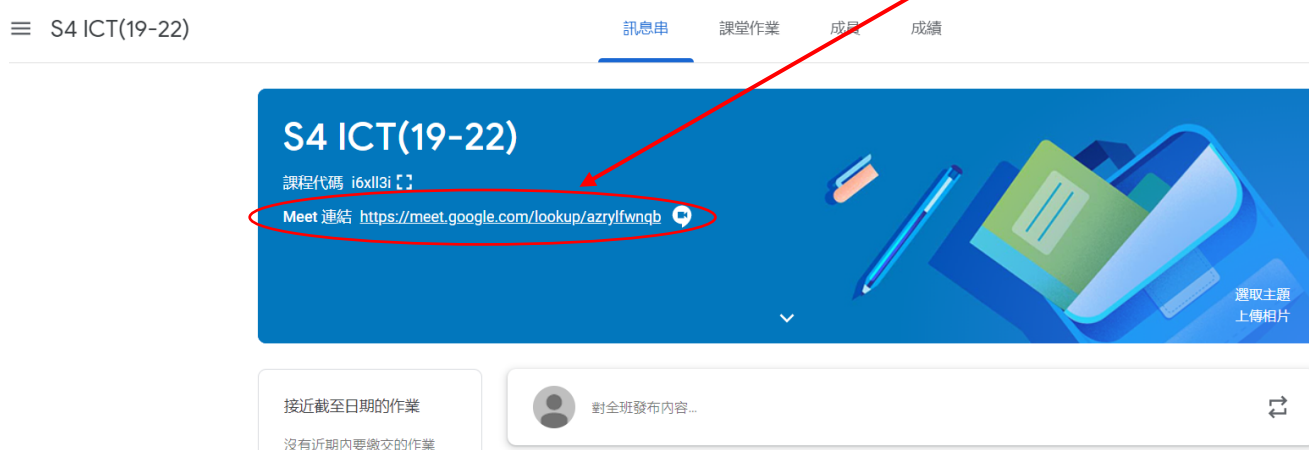 S4 ICT(19-22)
訊息串 課堂作業 成員 成績
S4 ICT(19-22)
課程代碼 i6xll3i
Meet 連結 https://meet.google.com/lookup/azrylfwnqb
選取主題
上傳相片
接近截至日期的作業
對全班發布內容...
沒有近期內要繳交的作業